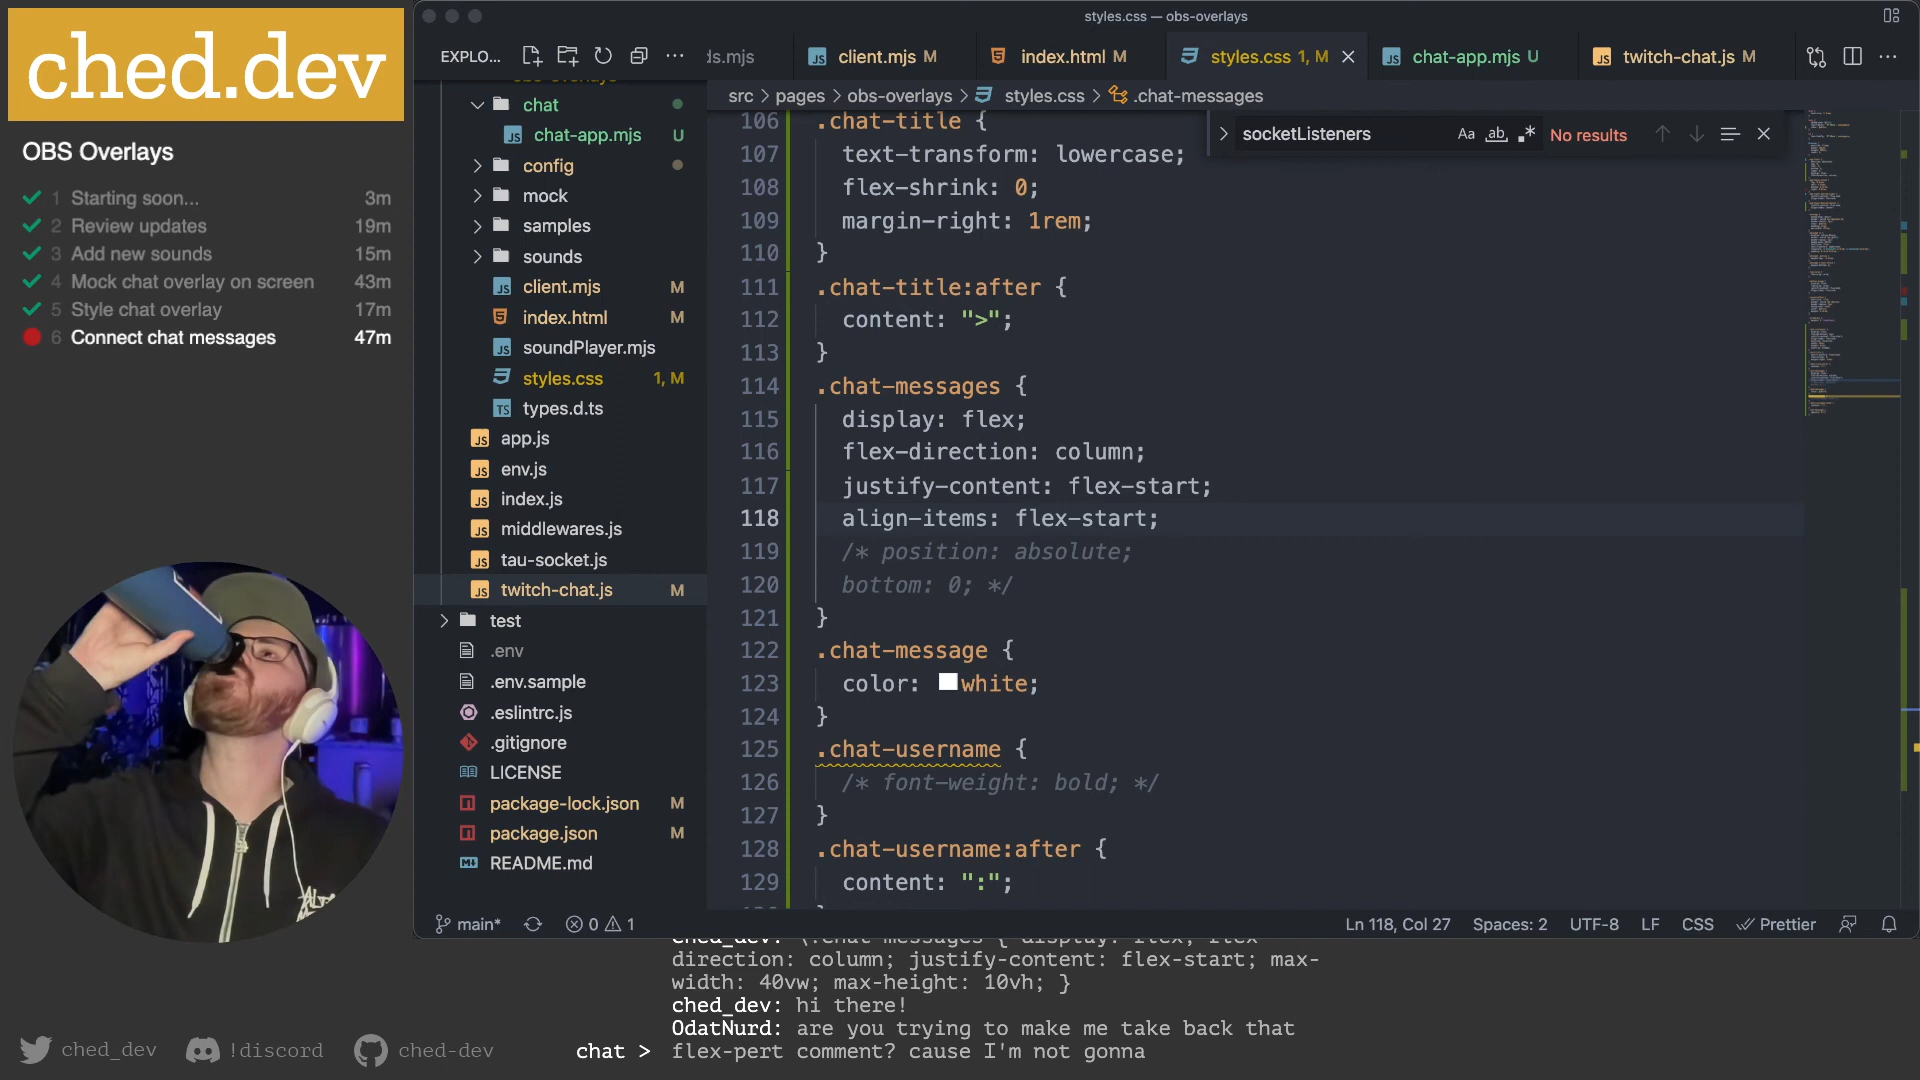 ched.dev
OBS Overlays
1 Starting soon... 3m
2 Review updates 19m
3 Add new sounds 15m
4 Mock chat overlay on screen 43m
5 Style chat overlay 17m
6 Connect chat messages 47m
ched_dev !discord ched-dev
styles.css — obs-overlays
EXPLO...
chat
chat-app.mjs U
config
mock
samples
sounds
client.mjs M
index.html M
soundPlayer.mjs
styles.css 1, M
types.d.ts
app.js
env.js
index.js
middlewares.js
tau-socket.js
twitch-chat.js M
test
.env
.env.sample
.eslintrc.js
.gitignore
LICENSE
package-lock.json M
package.json M
README.md
ds.mjs client.mjs M index.html M styles.css 1, M chat-app.mjs U twitch-chat.js M
src > pages > obs-overlays > styles.css > .chat-messages
socketListeners Aa ab No results
106 .chat-title {
107 text-transform: lowercase;
108 flex-shrink: 0;
109 margin-right: 1rem;
110 }
111 .chat-title:after {
112 content: ">";
113 }
114 .chat-messages {
115 display: flex;
116 flex-direction: column;
117 justify-content: flex-start;
118 align-items: flex-start;
119 /* position: absolute;
120 bottom: 0; */
121 }
122 .chat-message {
123 color: white;
124 }
125 .chat-username {
126 /* font-weight: bold; */
127 }
128 .chat-username:after {
129 content: ":";
main* 0 1 Ln 118, Col 27 Spaces: 2 UTF-8 LF CSS Prettier
direction: column; justify-content: flex-start; max-
width: 40vw; max-height: 10vh; }
ched_dev: hi there!
OdatNurd: are you trying to make me take back that
chat > flex-pert comment? cause I'm not gonna